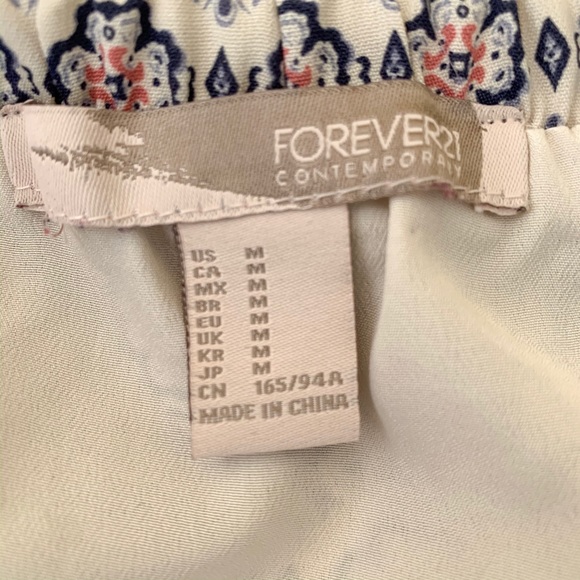 FOREVER21
CONTEMPORARY
US M
CA M
MX M
BR M
EU M
UK M
KR M
JP M
CN 165/94A
MADE IN CHINA